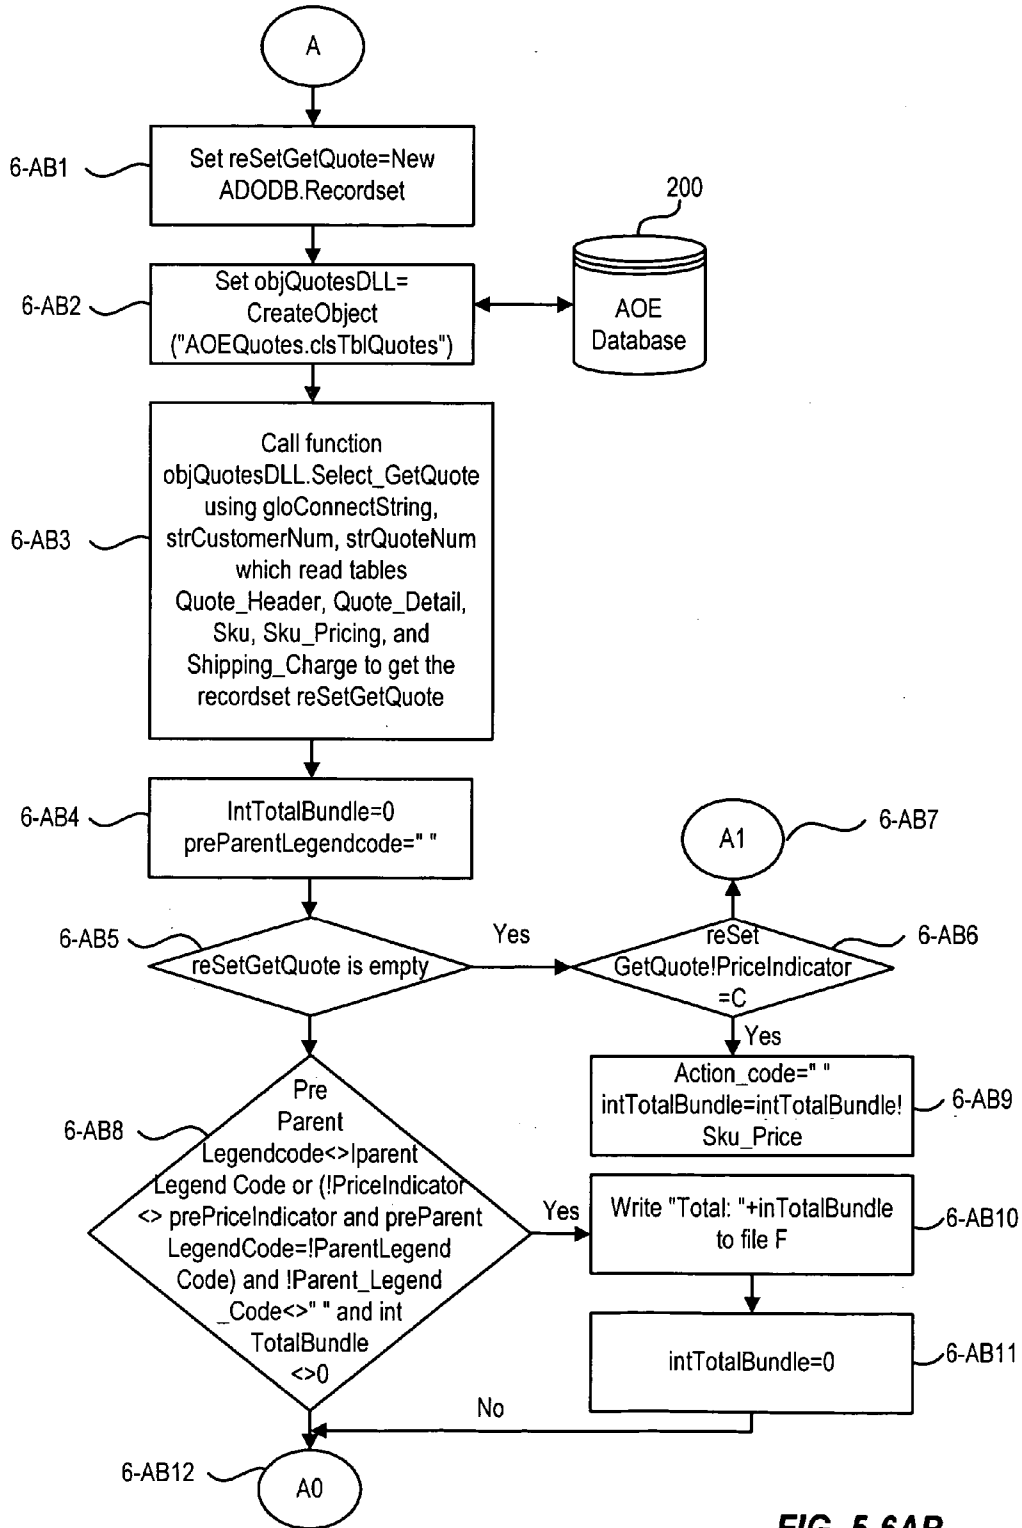 A
6-AB1
Set reSetGetQuote=New
ADODB.Recordset
200
6-AB2
Set objQuotesDLL=
CreateObject
("AOEQuotes.clsTblQuotes")
AOE
Database
6-AB3
Call function
objQuotesDLL.Select_GetQuote
using gloConnectString,
strCustomerNum, strQuoteNum
which read tables
Quote_Header, Quote_Detail,
Sku, Sku_Pricing, and
Shipping_Charge to get the
recordset reSetGetQuote
6-AB4
IntTotalBundle=0
preParentLegendcode=" "
A1
6-AB7
6-AB5
reSetGetQuote is empty
Yes
reSet
GetQuote!PriceIndicator
=C
6-AB6
Yes
Action_code=" "
intTotalBundle=intTotalBundle!
Sku_Price
6-AB9
6-AB8
Pre
Parent
Legendcode<>Iparent
Legend Code or (!PriceIndicator
<> prePriceIndicator and preParent
LegendCode=!ParentLegend
Code) and !Parent_Legend
_Code<>" " and int
TotalBundle
<>0
Yes
Write "Total: "+inTotalBundle
to file F
6-AB10
intTotalBundle=0
6-AB11
No
6-AB12
A0
FIG. 5-6AB